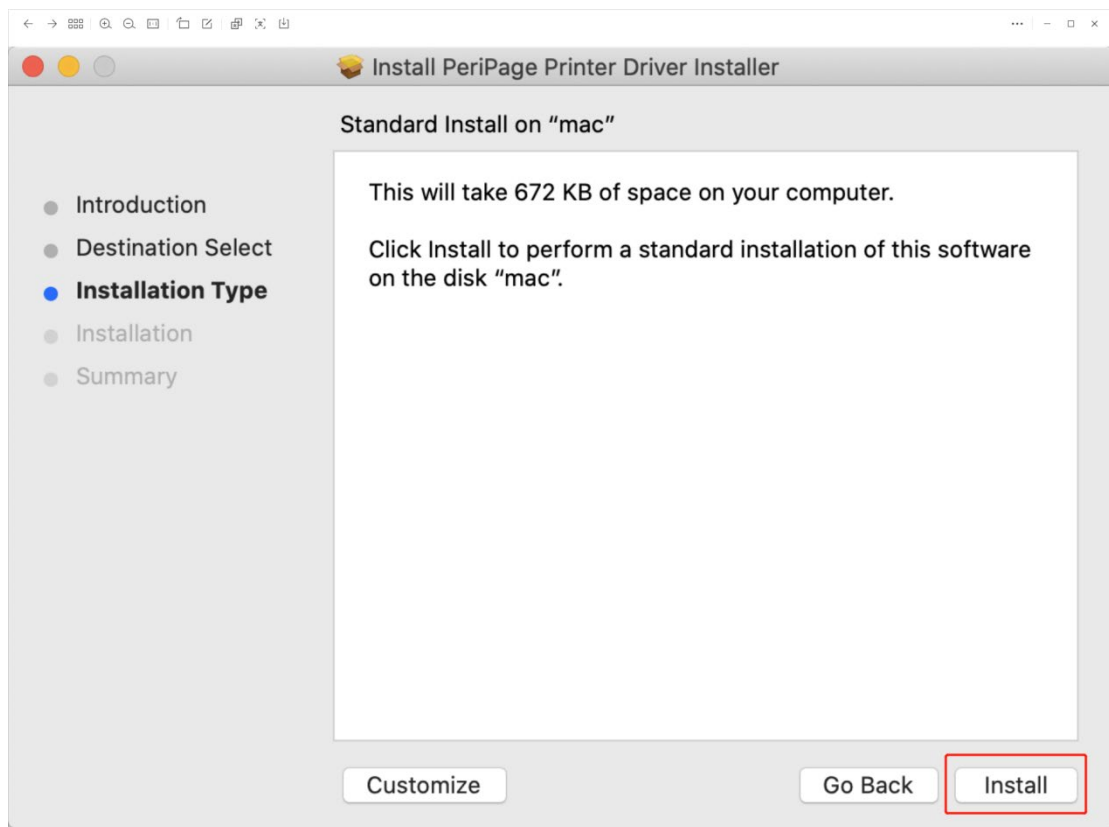 Install PeriPage Printer Driver Installer
Standard Install on “mac”
Introduction
Destination Select
Installation Type
Installation
Summary
This will take 672 KB of space on your computer.
Click Install to perform a standard installation of this software
on the disk “mac”.
Customize
Go Back
Install